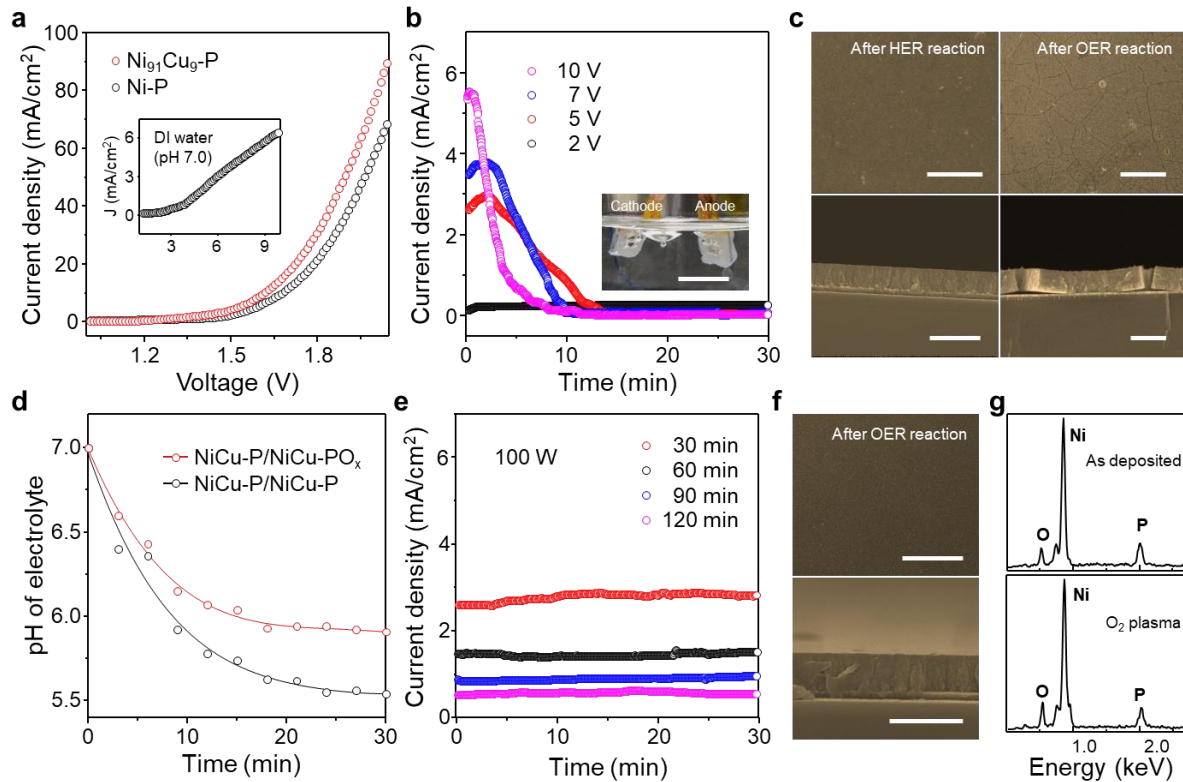 a
Current density (mA/cm²)
100
80
60
40
20
0
Ni₉₁Cu₉-P
Ni-P
DI water
(pH 7.0)
J (mA/cm²)
6
3
0
3
6
9
1.2
1.5
1.8
Voltage (V)
b
Current density (mA/cm²)
6
4
2
0
10 V
7 V
5 V
2 V
Cathode
Anode
0
10
20
30
Time (min)
c
After HER reaction
After OER reaction
d
pH of electrolyte
7.0
6.5
6.0
5.5
NiCu-P/NiCu-POₓ
NiCu-P/NiCu-P
0
10
20
30
Time (min)
e
Current density (mA/cm²)
6
4
2
0
100 W
30 min
60 min
90 min
120 min
0
10
20
30
Time (min)
f
After OER reaction
g
Ni
As deposited
O
P
Ni
O₂ plasma
O
P
1.0
2.0
Energy (keV)